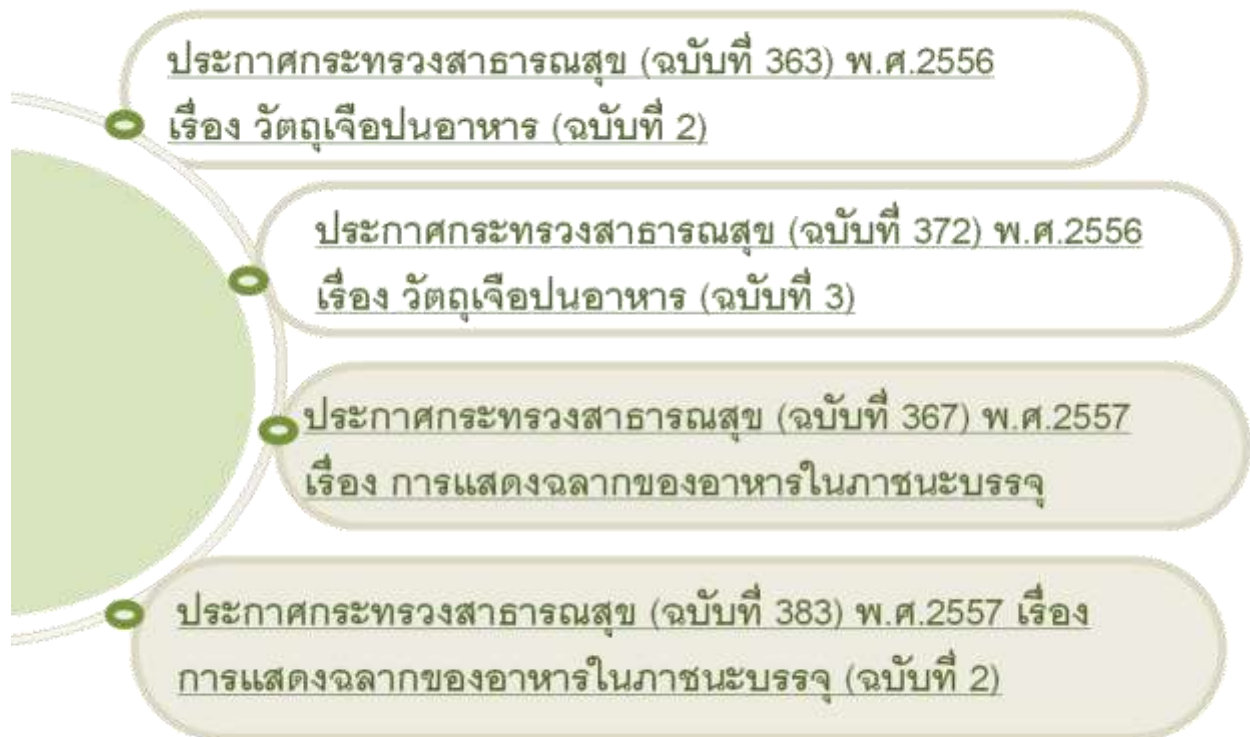 ประกาศกระทรวงสาธารณสุข (ฉบับที่ 363) พ.ศ.2556
เรื่อง วัตถุเจือปนอาหาร (ฉบับที่ 2)
ประกาศกระทรวงสาธารณสุข (ฉบับที่ 372) พ.ศ.2556
เรื่อง วัตถุเจือปนอาหาร (ฉบับที่ 3)
ประกาศกระทรวงสาธารณสุข (ฉบับที่ 367) พ.ศ.2557
เรื่อง การแสดงฉลากของอาหารในภาชนะบรรจุ
ประกาศกระทรวงสาธารณสุข (ฉบับที่ 383) พ.ศ.2557 เรื่อง
การแสดงฉลากของอาหารในภาชนะบรรจุ (ฉบับที่ 2)